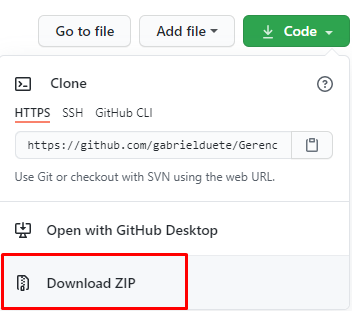 Go to file Add file Code
Clone
HTTPS SSH GitHub CLI
https://github.com/gabrielduete/Gerenc
Use Git or checkout with SVN using the web URL.
Open with GitHub Desktop
Download ZIP